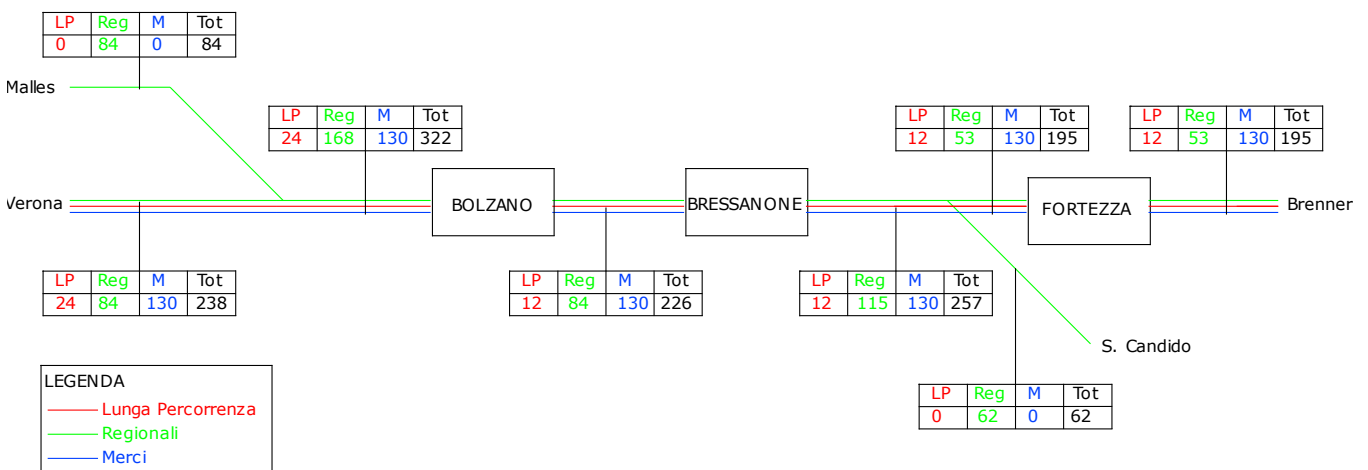 LP Reg M Tot
0 84 0 84
Malles
LP Reg M Tot
24 168 130 322
LP Reg M Tot
12 53 130 195
LP Reg M Tot
12 53 130 195
Verona
BOLZANO
BRESSANONE
FORTEZZA
Brenner
LP Reg M Tot
24 84 130 238
LP Reg M Tot
12 84 130 226
LP Reg M Tot
12 115 130 257
S. Candido
LP Reg M Tot
0 62 0 62
LEGENDA
Lunga Percorrenza
Regionali
Merci